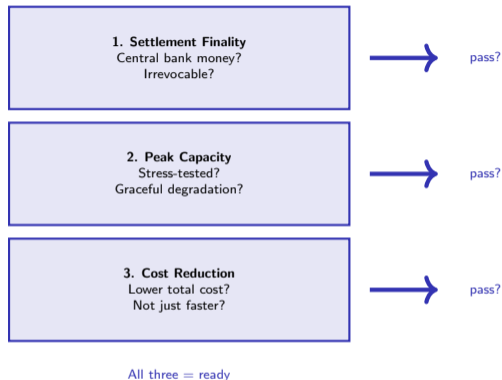 1. Settlement Finality
Central bank money?
Irrevocable?
pass?
2. Peak Capacity
Stress-tested?
Graceful degradation?
pass?
3. Cost Reduction
Lower total cost?
Not just faster?
pass?
All three = ready